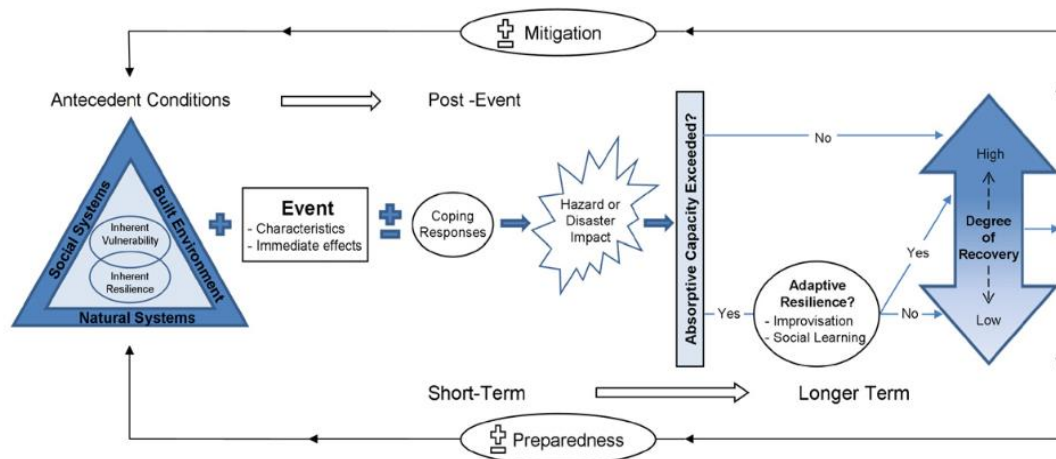 Mitigation
Antecedent Conditions
Post -Event
Social Systems
Built Environment
Natural Systems
Inherent
Vulnerability
Inherent
Resilience
Event
- Characteristics
- Immediate effects
Coping
Responses
Hazard or
Disaster
Impact
Absorptive Capacity Exceeded?
No
Yes
Adaptive
Resilience?
- Improvisation
- Social Learning
Yes
No
High
Degree of
Recovery
Low
Short-Term
Longer Term
Preparedness